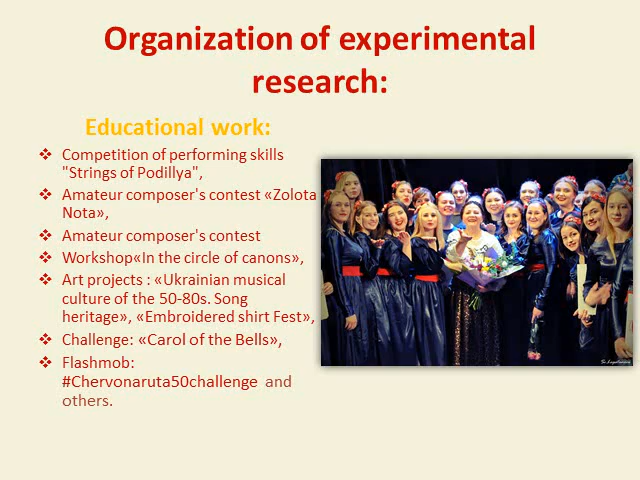 Organization of experimental
research:
Educational work:
❖ Competition of performing skills
"Strings of Podillya",
❖ Amateur composer's contest «Zolota
Nota»,
❖ Amateur composer's contest
❖ Workshop«In the circle of canons»,
❖ Art projects : «Ukrainian musical
culture of the 50-80s. Song
heritage», «Embroidered shirt Fest»,
❖ Challenge: «Carol of the Bells»,
❖ Flashmob:
#Chervonaruta50challenge and
others.